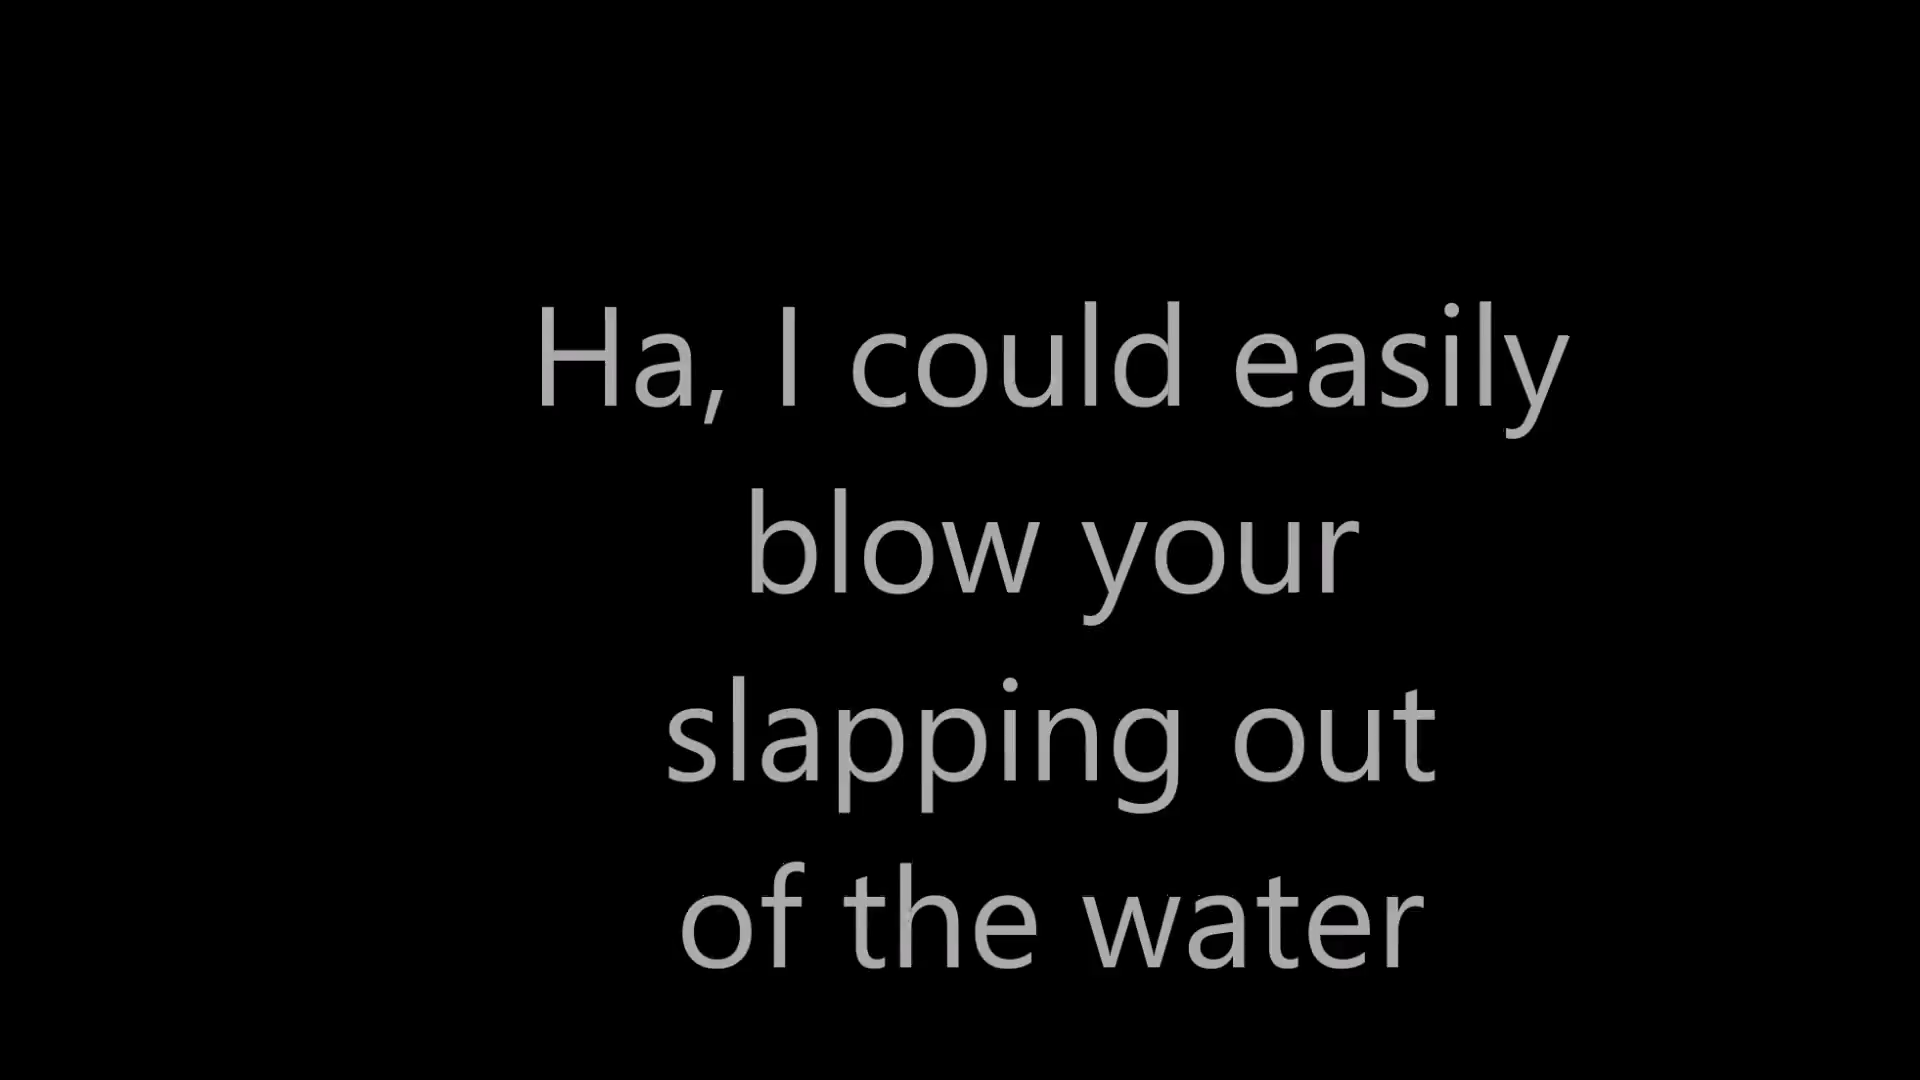 Ha, I could easily
blow your
slapping out
of the water